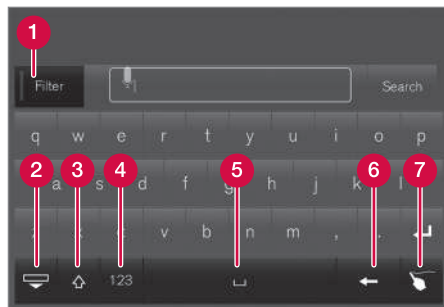 1
Filter Search
q w e r t y u i o p
2 3 4 5 6 7
a s d f g h j k l
z x c v b n m , .
123